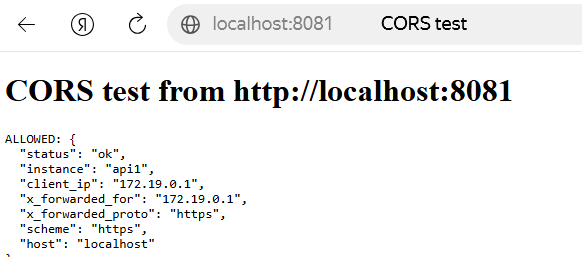 Я localhost:8081 CORS test
CORS test from http://localhost:8081
ALLOWED: {
  "status": "ok",
  "instance": "api1",
  "client_ip": "172.19.0.1",
  "x_forwarded_for": "172.19.0.1",
  "x_forwarded_proto": "https",
  "scheme": "https",
  "host": "localhost"
}